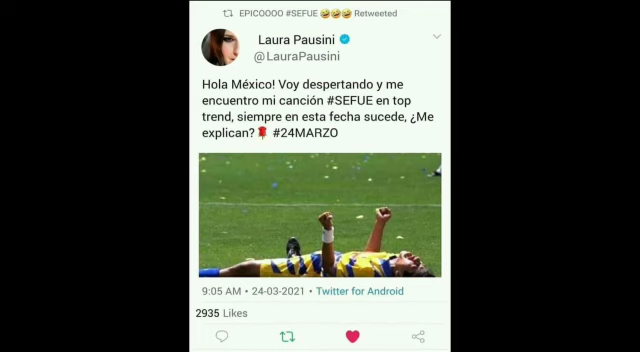 EPICOOOO #SEFUE 🤣🤣🤣 Retweeted
Laura Pausini
@LauraPausini
Hola México! Voy despertando y me
encuentro mi canción #SEFUE en top
trend, siempre en esta fecha sucede, ¿Me
explican?🌹 #24MARZO
9:05 AM • 24-03-2021 • Twitter for Android
2935 Likes